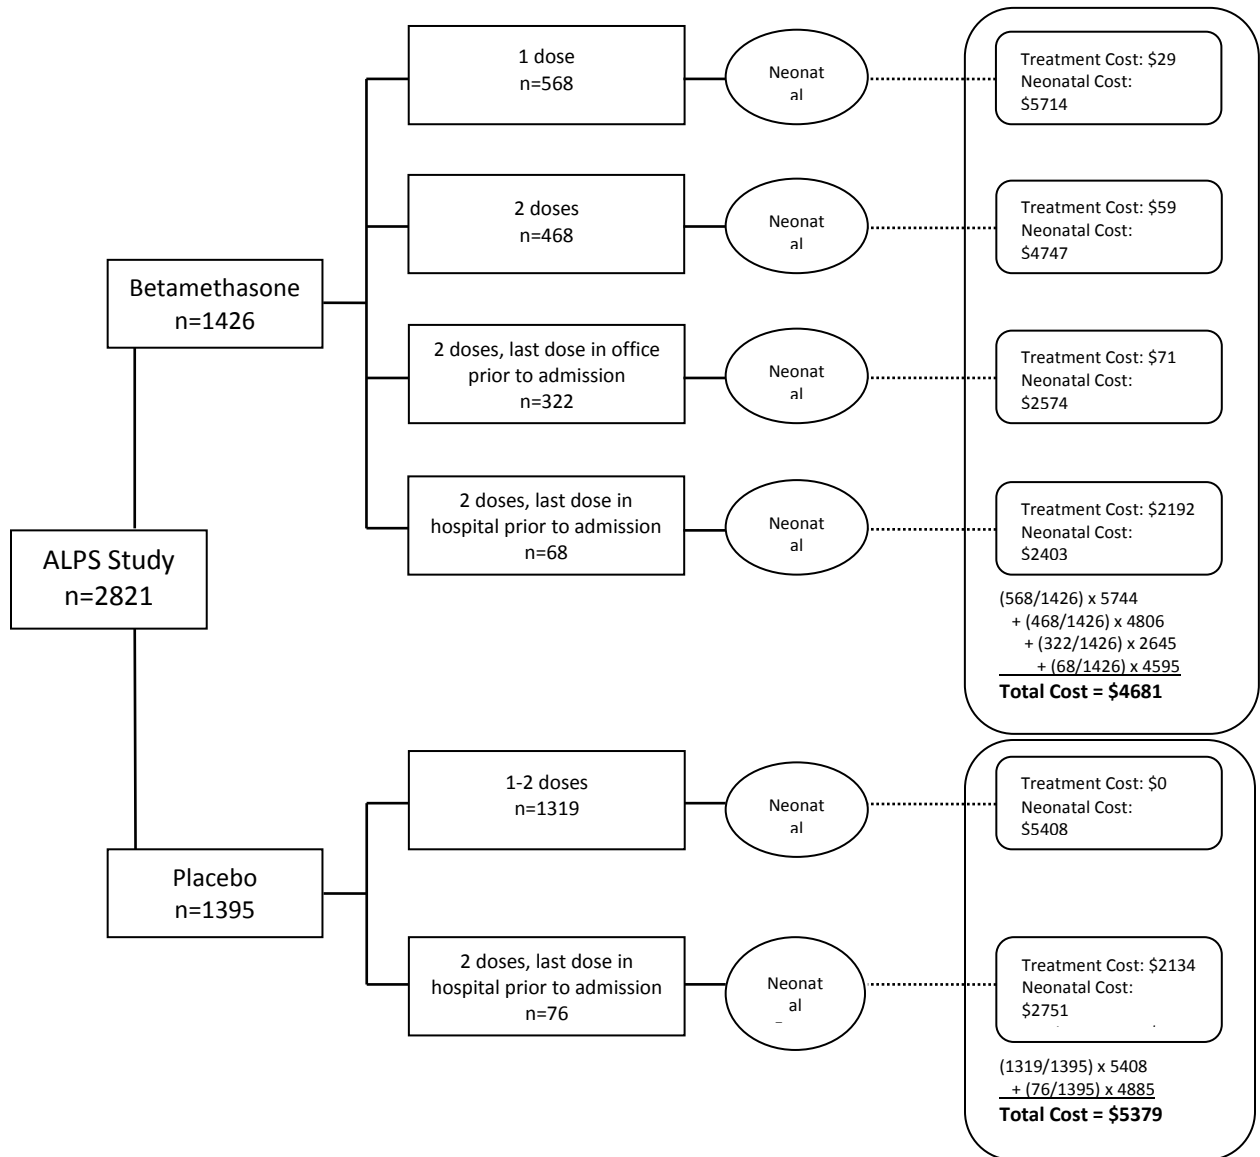 1 dose
n=568
Neonat
al
Treatment Cost: $29
Neonatal Cost:
$5714
2 doses
n=468
Neonat
al
Treatment Cost: $59
Neonatal Cost:
$4747
Betamethasone
n=1426
2 doses, last dose in office
prior to admission
n=322
Neonat
al
Treatment Cost: $71
Neonatal Cost:
$2574
2 doses, last dose in
hospital prior to admission
n=68
Neonat
al
Treatment Cost: $2192
Neonatal Cost:
$2403
ALPS Study
n=2821
(568/1426) x 5744
+ (468/1426) x 4806
+ (322/1426) x 2645
+ (68/1426) x 4595
Total Cost = $4681
1-2 doses
n=1319
Neonat
al
Treatment Cost: $0
Neonatal Cost:
$5408
Placebo
n=1395
2 doses, last dose in
hospital prior to admission
n=76
Neonat
al
Treatment Cost: $2134
Neonatal Cost:
$2751
(1319/1395) x 5408
+ (76/1395) x 4885
Total Cost = $5379